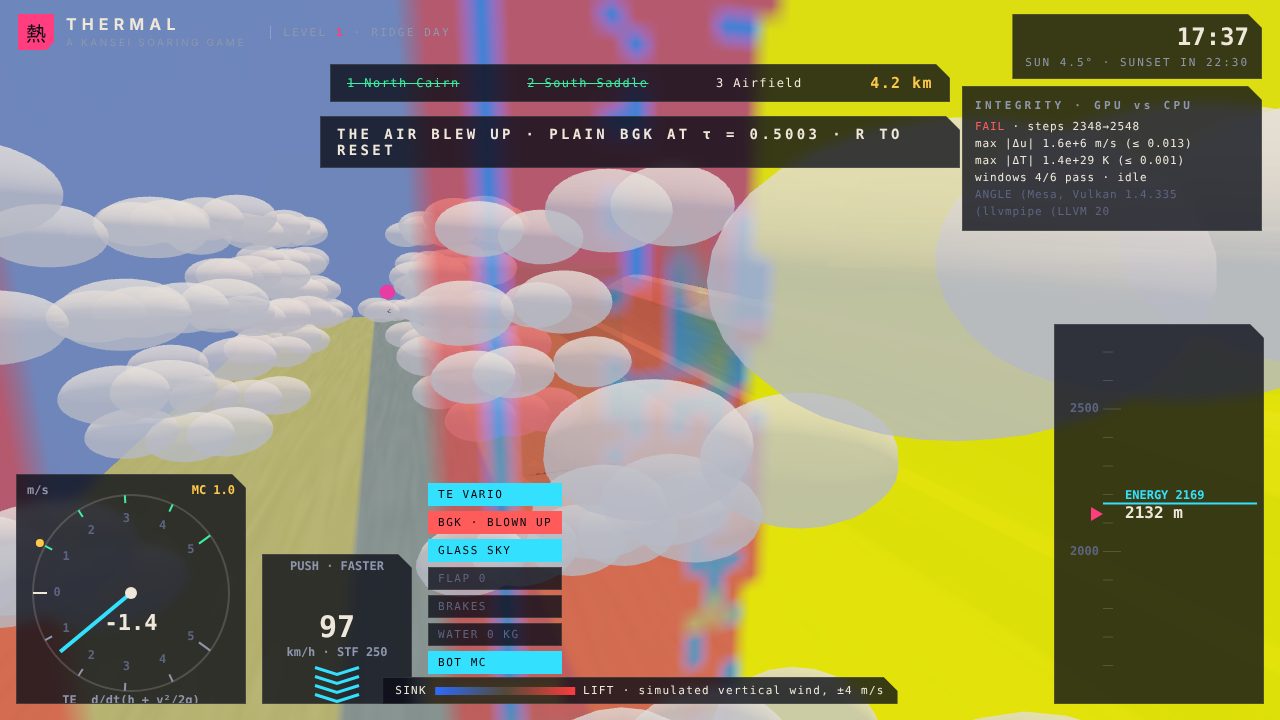 熱
THERMAL
A KANSEI SOARING GAME
LEVEL 1 · RIDGE DAY
17:37
SUN 4.5° · SUNSET IN 22:30
1 North Cairn
2 South Saddle
3 Airfield
4.2 km
INTEGRITY · GPU vs CPU
FAIL · steps 2348→2548
max |Δu| 1.6e+6 m/s (≤ 0.013)
max |ΔT| 1.4e+29 K (≤ 0.001)
windows 4/6 pass · idle
ANGLE (Mesa, Vulkan 1.4.335
(llvmpipe (LLVM 20
THE AIR BLEW UP · PLAIN BGK AT τ = 0.5003 · R TO
RESET
2500
ENERGY 2169
2132 m
2000
m/s
MC 1.0
3
2
4
1
5
0
-1.4
1
5
2
4
3
TE d/dt(h + v²/2g)
PUSH · FASTER
97
km/h · STF 250
TE VARIO
BGK · BLOWN UP
GLASS SKY
FLAP 0
BRAKES
WATER 0 KG
BOT MC
SINK
LIFT · simulated vertical wind, ±4 m/s